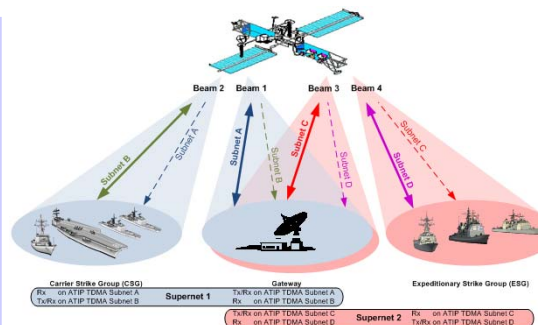 Beam 2 Beam 1 Beam 3 Beam 4
Subnet B
Subnet A
Subnet A
Subnet B
Subnet C
Subnet D
Subnet D
Subnet C
Carrier Strike Group (CSG)
Rx on ATIP TDMA Subnet A
Tx/Rx on ATIP TDMA Subnet B
Supernet 1
Gateway
Tx/Rx on ATIP TDMA Subnet A
Rx on ATIP TDMA Subnet B
Tx/Rx on ATIP TDMA Subnet C
Rx on ATIP TDMA Subnet D
Supernet 2
Expeditionary Strike Group (ESG)
Rx on ATIP TDMA Subnet C
Tx/Rx on ATIP TDMA Subnet D